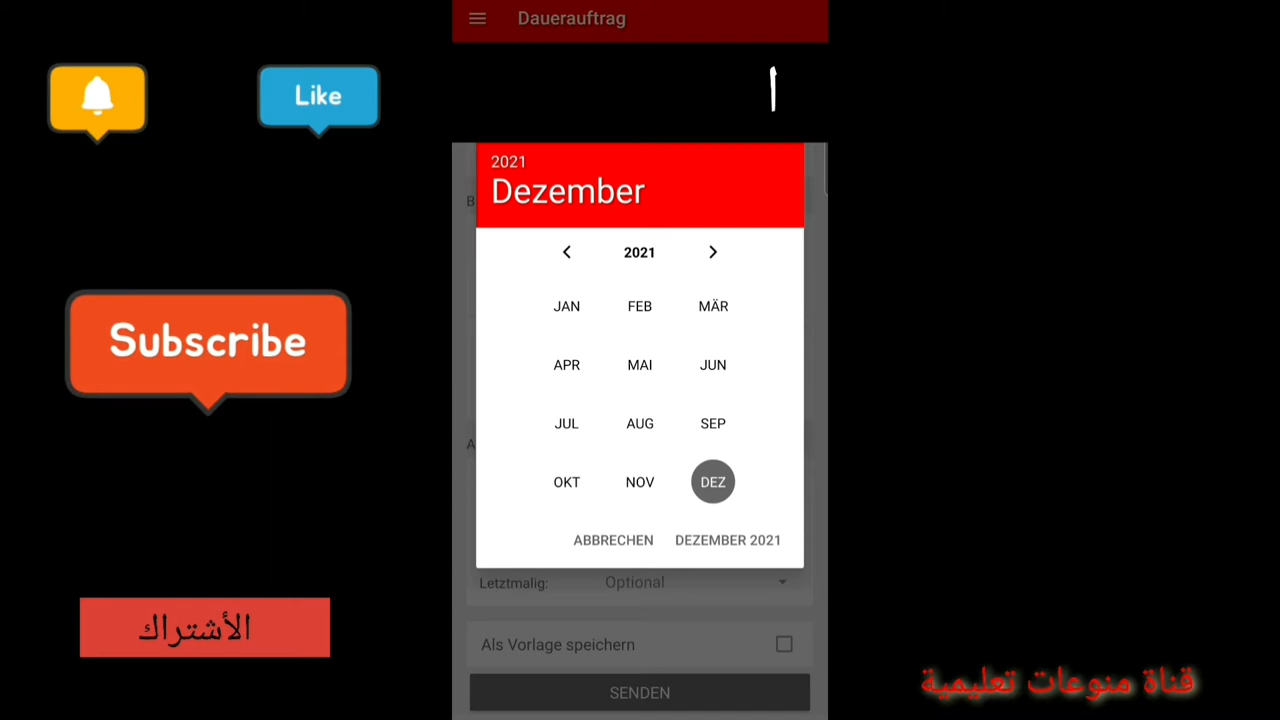 Dauerauftrag
Like
ا
2021
Dezember
2021
JAN FEB MÄR
APR MAI JUN
JUL AUG SEP
OKT NOV DEZ
ABBRECHEN DEZEMBER 2021
Subscribe
Letztmalig: Optional
الأشتراك
Als Vorlage speichern
SENDEN
قناة منوعات تعليمية